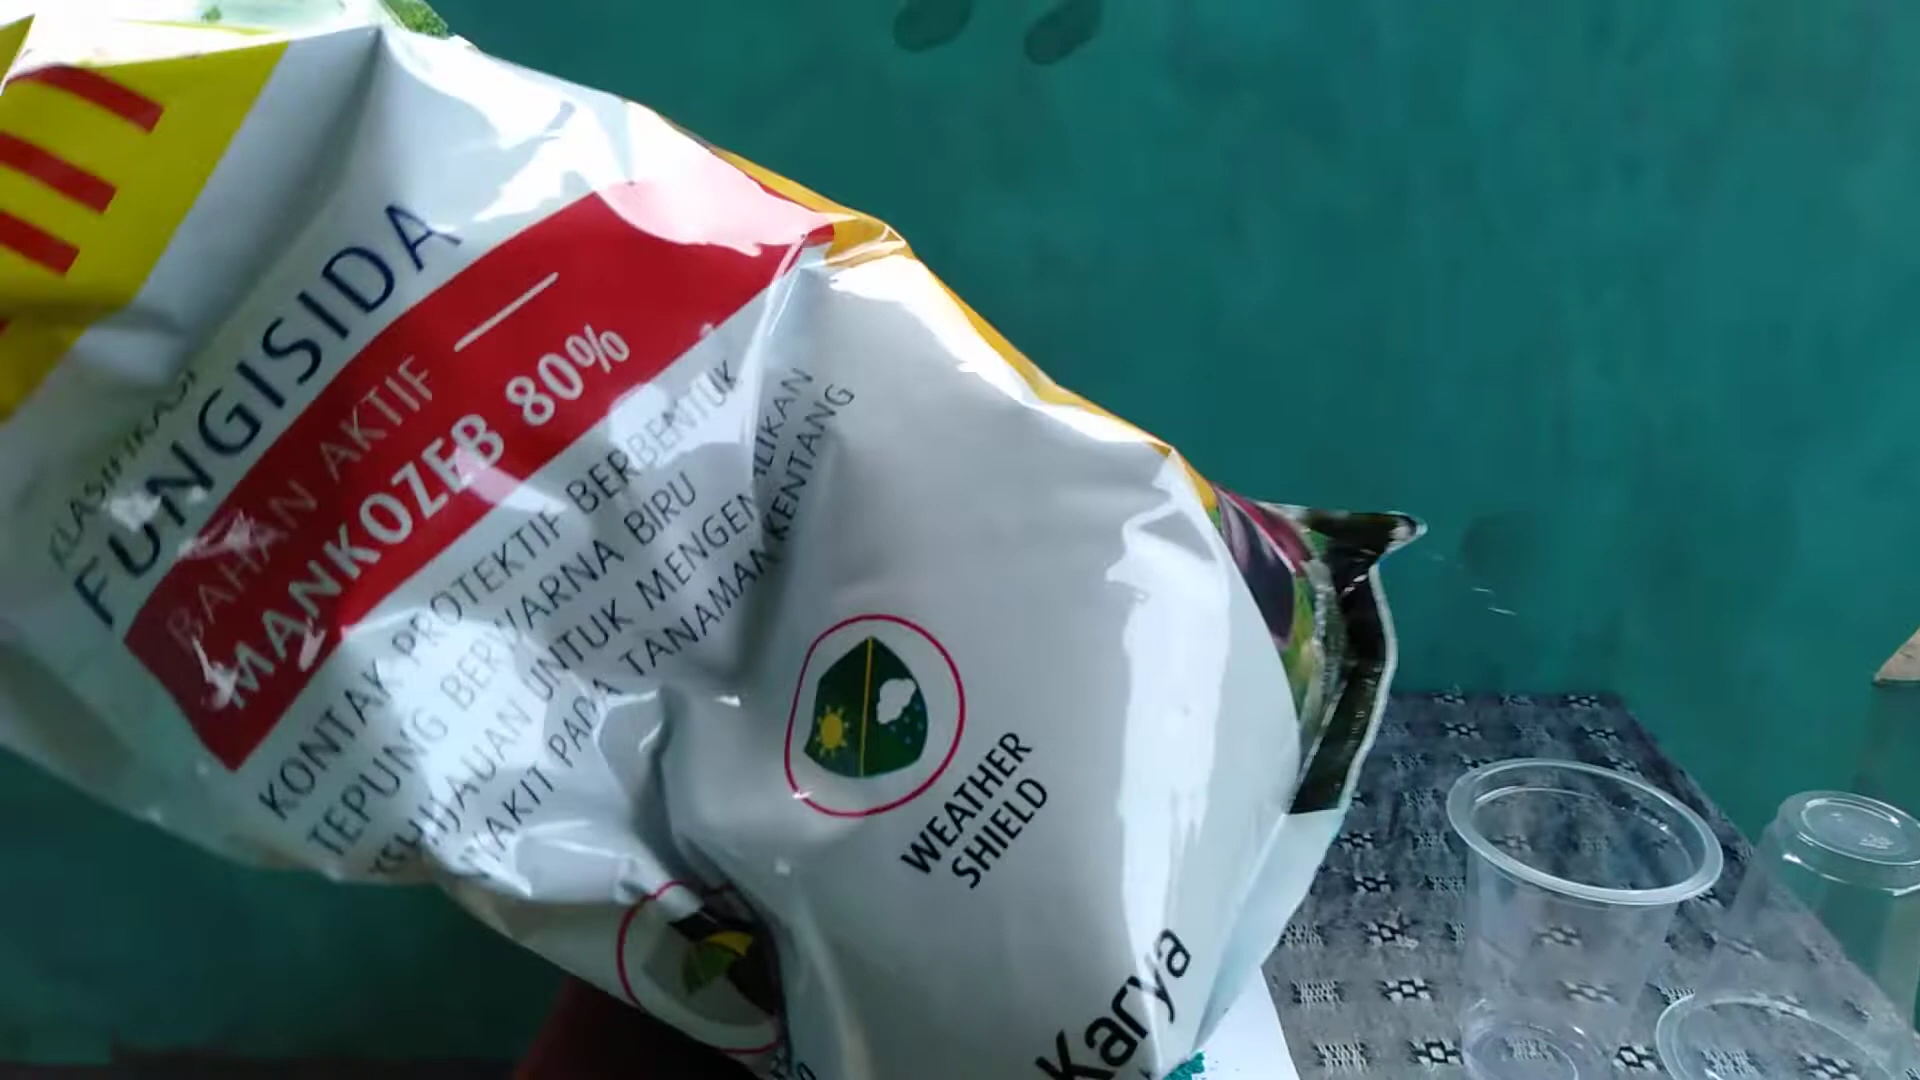 KLASIFIKASI
FUNGISIDA
BAHAN AKTIF
MANKOZEB 80%
KONTAK PROTEKTIF BERBENTUK
TEPUNG BERWARNA BIRU
KEHIJAUAN UNTUK MENGENDALIKAN
PADA TANAMAN KENTANG
WEATHER
SHIELD
Karya